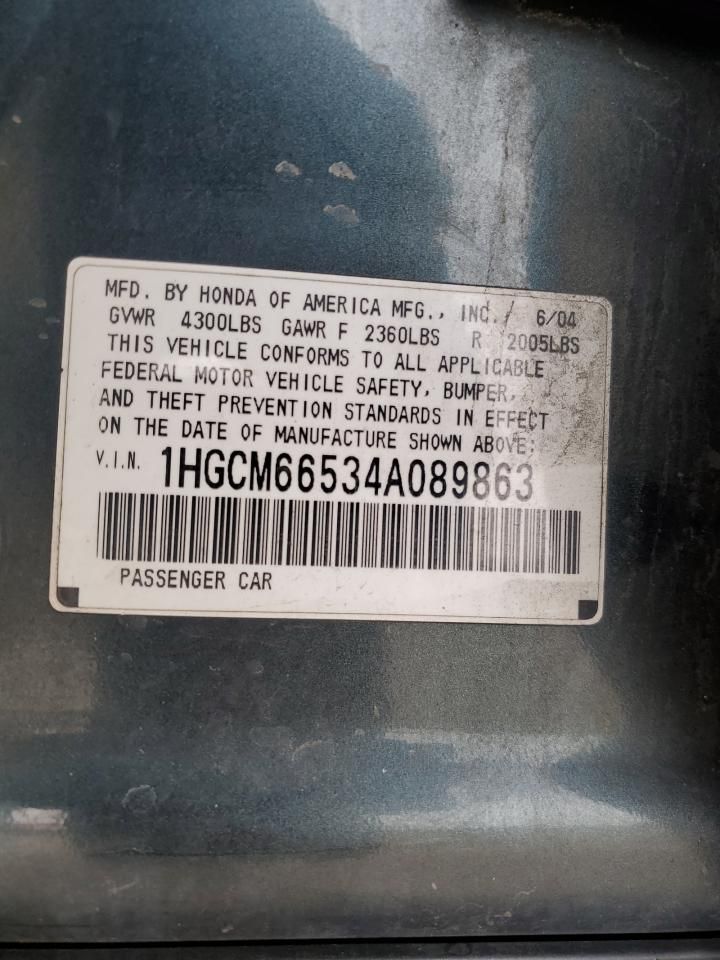 MFD. BY HONDA OF AMERICA MFG., INC./ 6/04
GVWR 4300LBS GAWR F 2360LBS R 2005LBS
THIS VEHICLE CONFORMS TO ALL APPLICABLE
FEDERAL MOTOR VEHICLE SAFETY, BUMPER,
AND THEFT PREVENTION STANDARDS IN EFFECT
ON THE DATE OF MANUFACTURE SHOWN ABOVE:
V.I.N. 1HGCM66534A089863
PASSENGER CAR